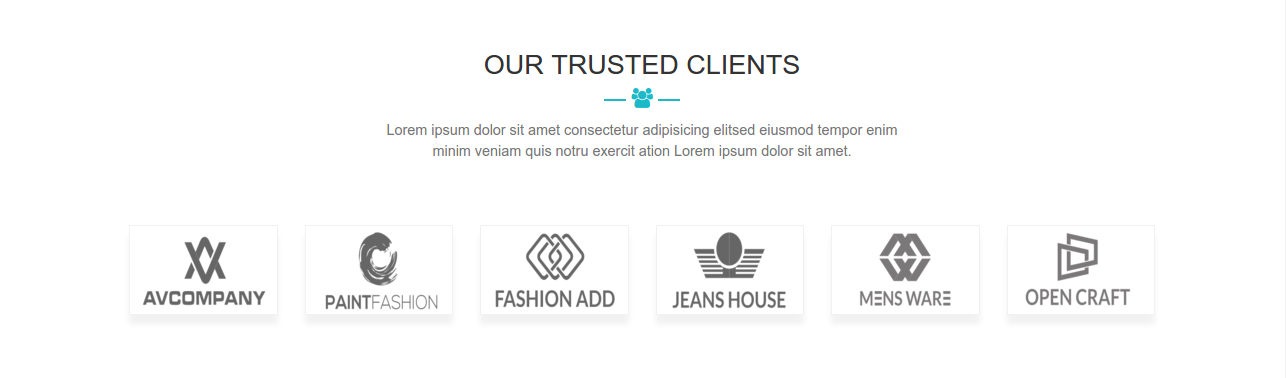 OUR TRUSTED CLIENTS
Lorem ipsum dolor sit amet consectetur adipisicing elitsed eiusmod tempor enim
minim veniam quis notru exercit ation Lorem ipsum dolor sit amet.
AVCOMPANY
PAINTFASHION
FASHION ADD
JEANS HOUSE
MENS WARE
OPEN CRAFT